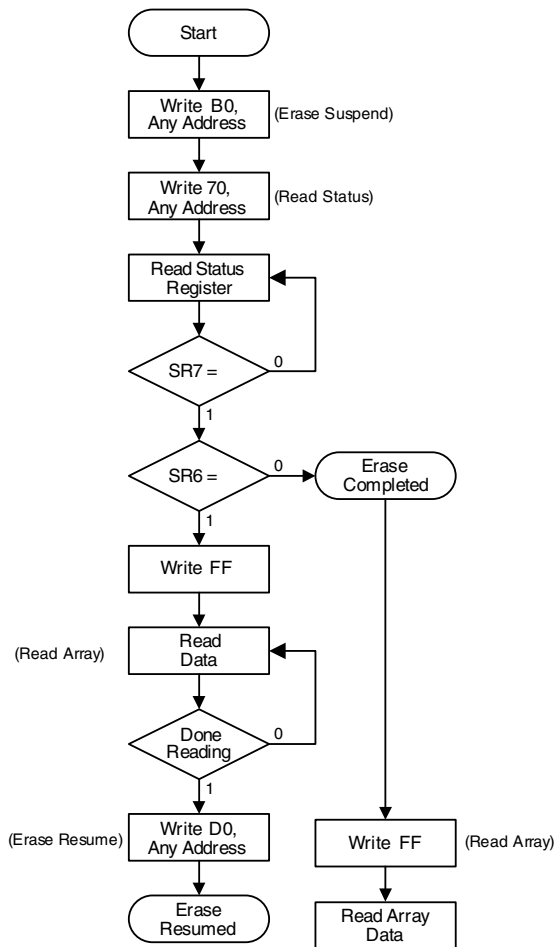 Start
Write B0,
Any Address
(Erase Suspend)
Write 70,
Any Address
(Read Status)
Read Status
Register
SR7 =
0
1
SR6 =
0
Erase
Completed
1
Write FF
(Read Array)
Read
Data
Done
Reading
0
1
(Erase Resume)
Write D0,
Any Address
Write FF
(Read Array)
Erase
Resumed
Read Array
Data